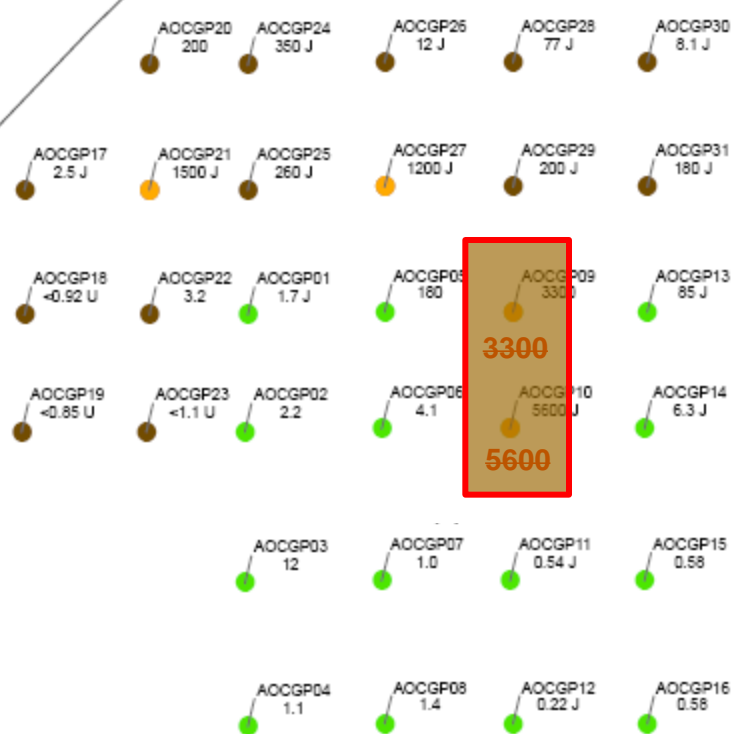 AOCGP20
200
AOCGP24
350 J
AOCGP26
12 J
AOCGP28
77 J
AOCGP30
8.1 J
AOCGP17
2.5 J
AOCGP21
1500 J
AOCGP25
260 J
AOCGP27
1200 J
AOCGP29
200 J
AOCGP31
180 J
AOCGP18
<0.92 U
AOCGP22
3.2
AOCGP01
1.7 J
AOCGP05
180
AOCGP09
3300
AOCGP13
85 J
3300
AOCGP19
<0.85 U
AOCGP23
<1.1 U
AOCGP02
2.2
AOCGP06
4.1
AOCGP10
5600 J
AOCGP14
6.3 J
5600
AOCGP03
12
AOCGP07
1.0
AOCGP11
0.54 J
AOCGP15
0.58
AOCGP04
1.1
AOCGP08
1.4
AOCGP12
0.22 J
AOCGP16
0.58